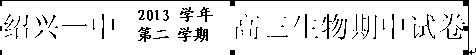 绍兴一中 2013 学年 高三生物期中试卷
第二 学期